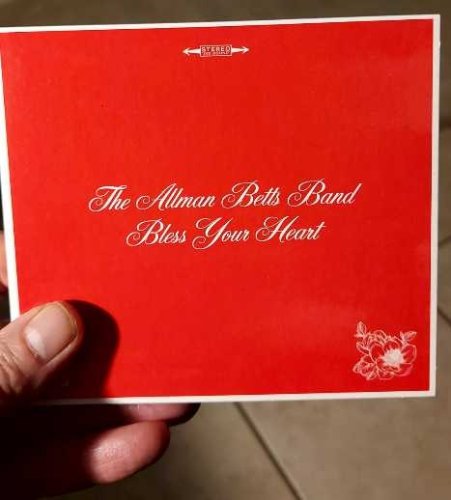 STEREO
The Allman Betts Band
Bless Your Heart